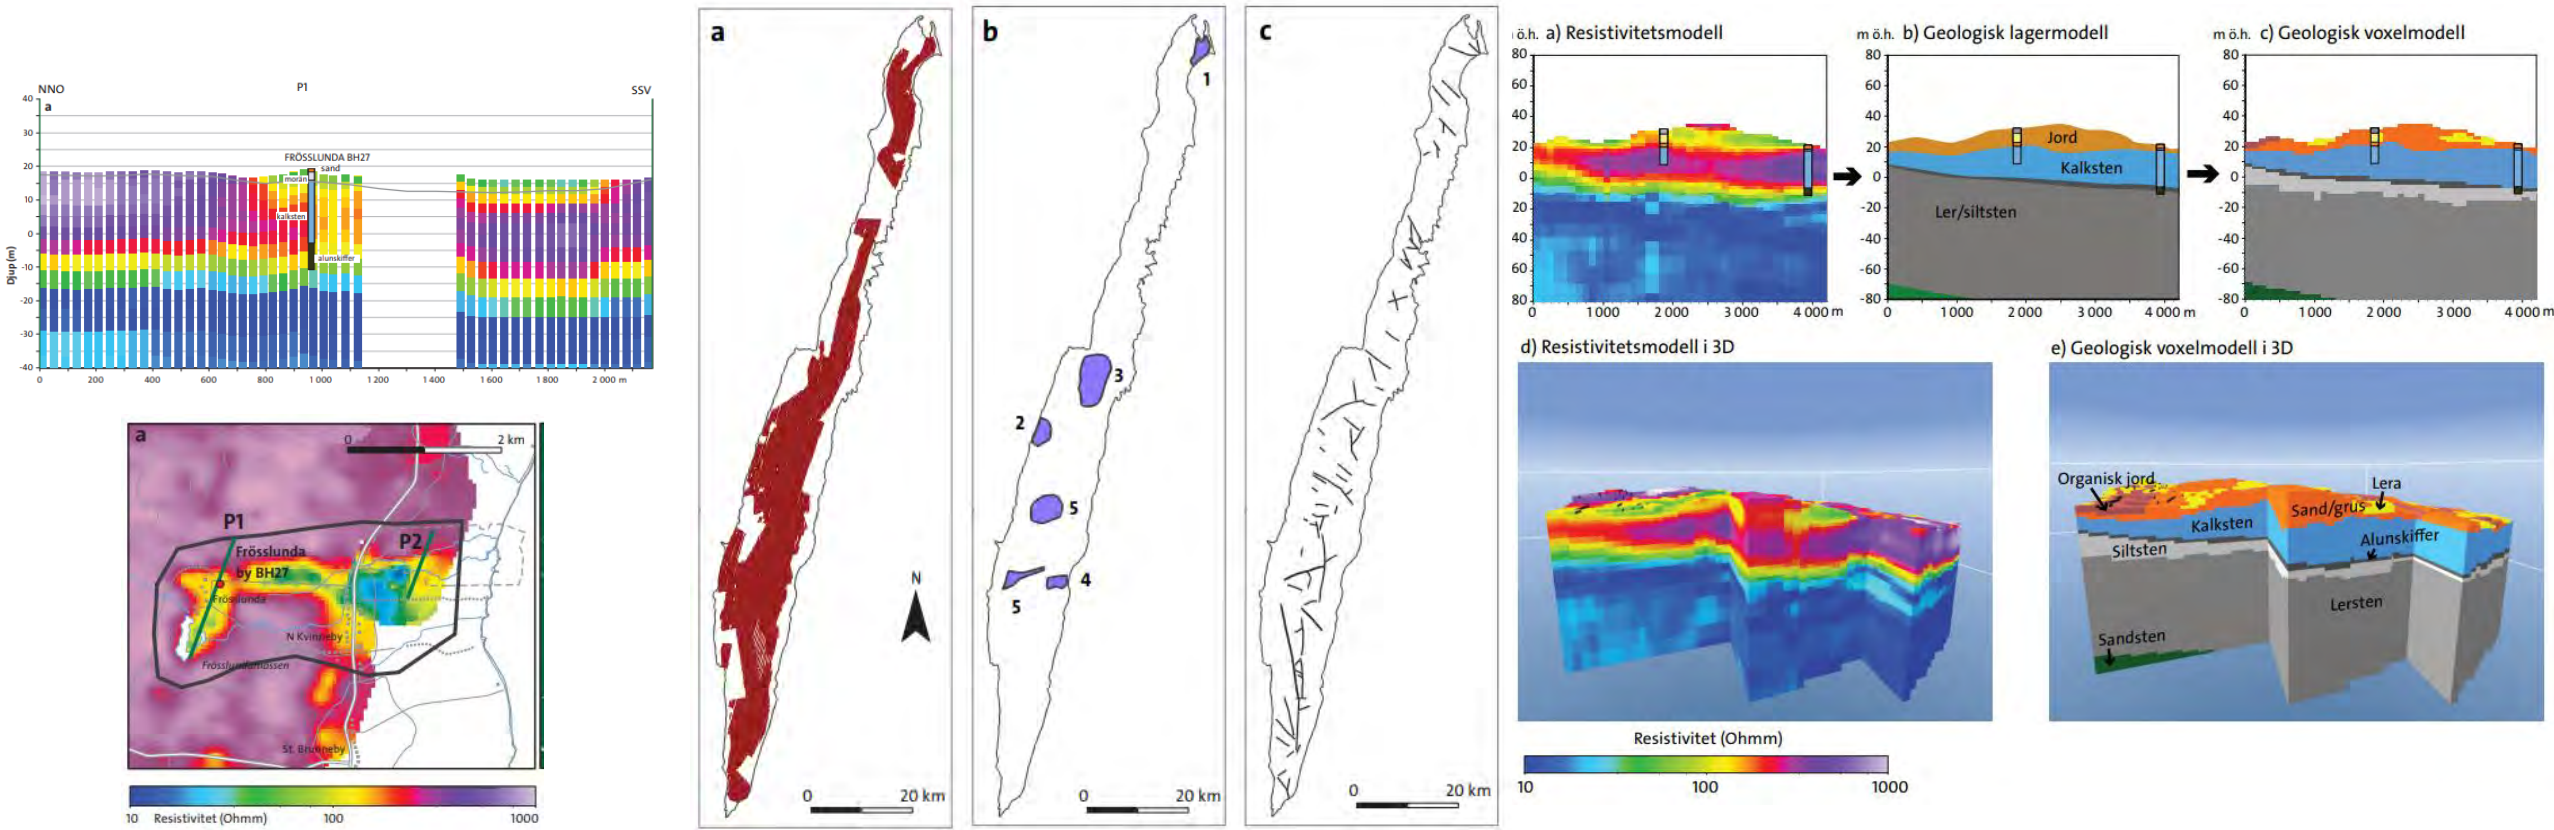 NNO P1 SSV
a
40
30
20
10
0
-10
-20
-30
-40
Djup (m)
FRÖSSLUNDA BH27
sand
morän
kalksten
alunskiffer
0 200 400 600 800 1 000 1 200 1 400 1 600 1 800 2 000 m
a
0 2 km
P1
P2
Frösslunda
by BH27
Frösslunda
N Kvinneby
Frösslundamossen
St. Brunneby
10 Resistivitet (Ohmm) 100 1000
a
N
0 20 km
b
1
3
2
5
4
5
0 20 km
c
0 20 km
ö.h. a) Resistivitetsmodell
80
60
40
20
0
20
40
60
80
0 1000 2 000 3 000 4 000 m
m ö.h. b) Geologisk lagermodell
80
60
40
20
0
-20
-40
-60
-80
Jord
Kalksten
Ler/siltsten
0 1000 2 000 3 000 4 000 m
m ö.h. c) Geologisk voxelmodell
80
60
40
20
0
-20
-40
-60
-80
0 1000 2 000 3 000 4 000 m
d) Resistivitetsmodell i 3D
Resistivitet (Ohmm)
10 100 1000
e) Geologisk voxelmodell i 3D
Organisk jord
Lera
Sand/grus
Kalksten
Alunskiffer
Siltsten
Lersten
Sandsten